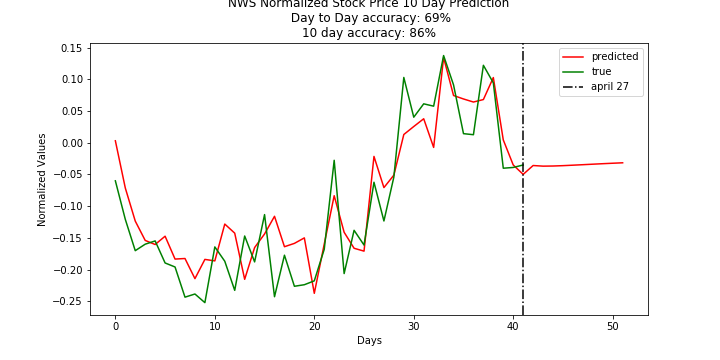 NWS Normalized Stock Price 10 Day Prediction
Day to Day accuracy: 69%
10 day accuracy: 86%
predicted
true
april 27
Normalized Values
0.15
0.10
0.05
0.00
−0.05
−0.10
−0.15
−0.20
−0.25
0
10
20
30
40
50
Days